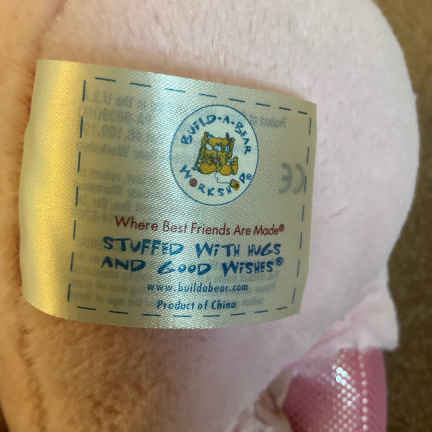 BUILD-A-BEAR
WORKSHOP
Where Best Friends Are Made®
STUFFED WITH HUGS
AND GOOD WISHES®
www.buildabear.com
Product of China
CE